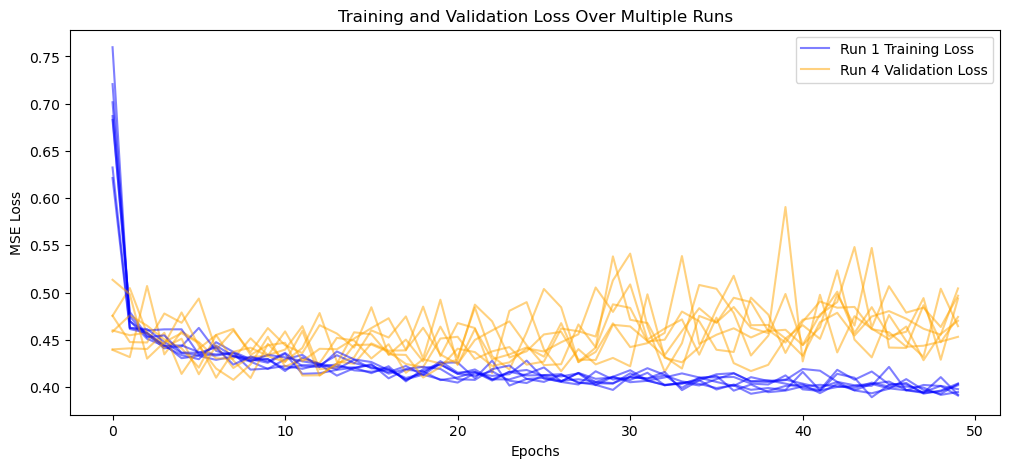 Training and Validation Loss Over Multiple Runs
Run 1 Training Loss
Run 4 Validation Loss
MSE Loss
0.75
0.70
0.65
0.60
0.55
0.50
0.45
0.40
0
10
20
30
40
50
Epochs